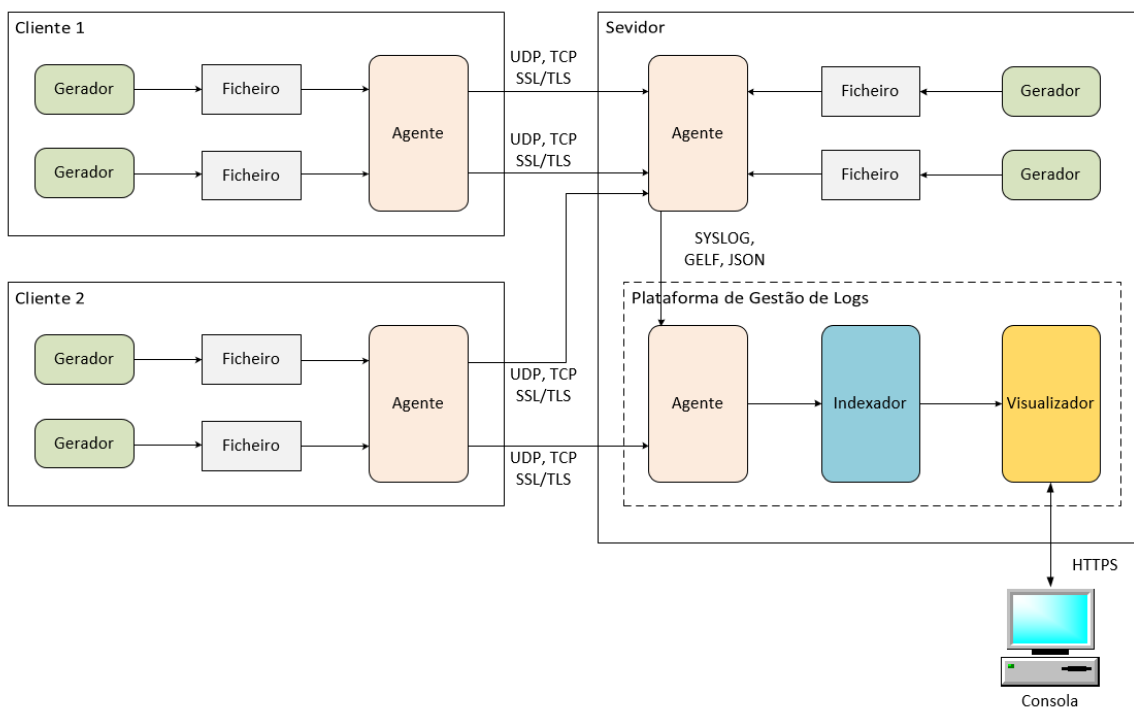 Cliente 1
Gerador
Ficheiro
Agente
Gerador
Ficheiro
UDP, TCP
SSL/TLS
UDP, TCP
SSL/TLS
Sevidor
Agente
Ficheiro
Gerador
Ficheiro
Gerador
SYSLOG,
GELF, JSON
Cliente 2
Gerador
Ficheiro
Agente
Gerador
Ficheiro
UDP, TCP
SSL/TLS
UDP, TCP
SSL/TLS
Plataforma de Gestão de Logs
Agente
Indexador
Visualizador
HTTPS
Consola